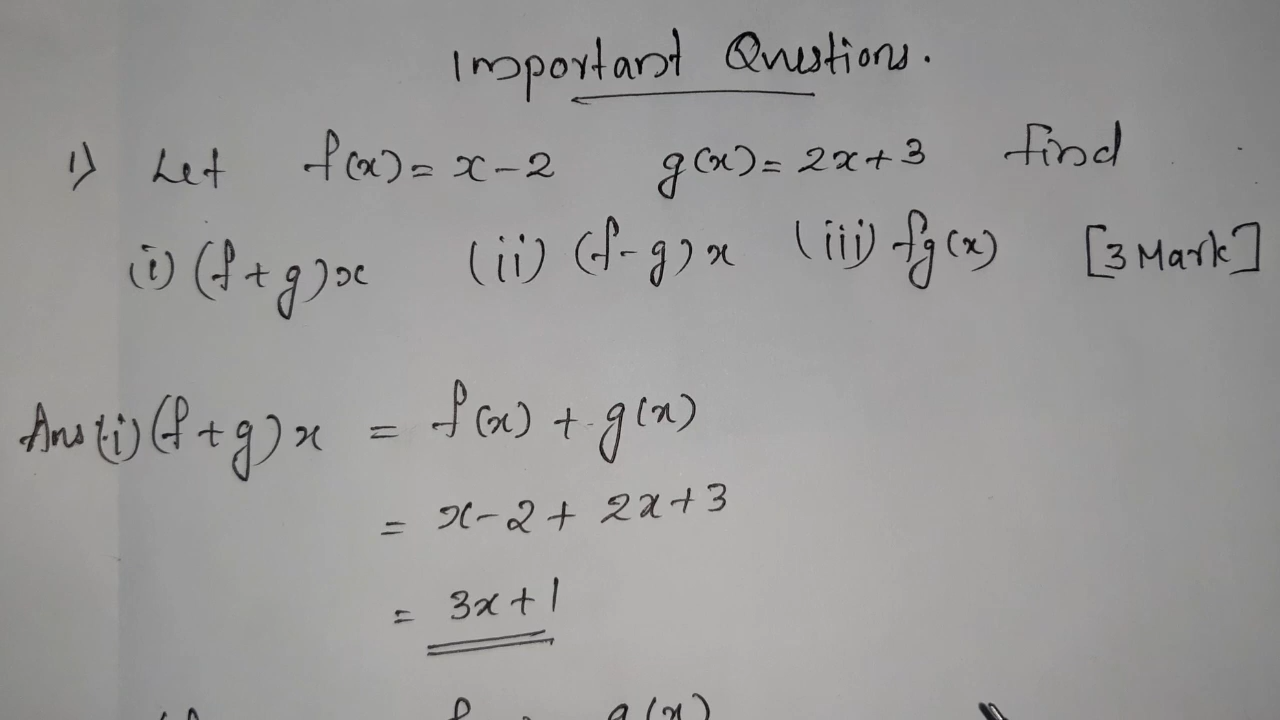 Important Questions.
1) Let f(x) = x-2 g(x) = 2x+3 find
(i) (f+g)x (ii) (f-g)x (iii) fg(x) [3 Mark]
Ans (i) (f+g)x = f(x) + g(x)
= x-2 + 2x+3
= 3x+1
g(x)